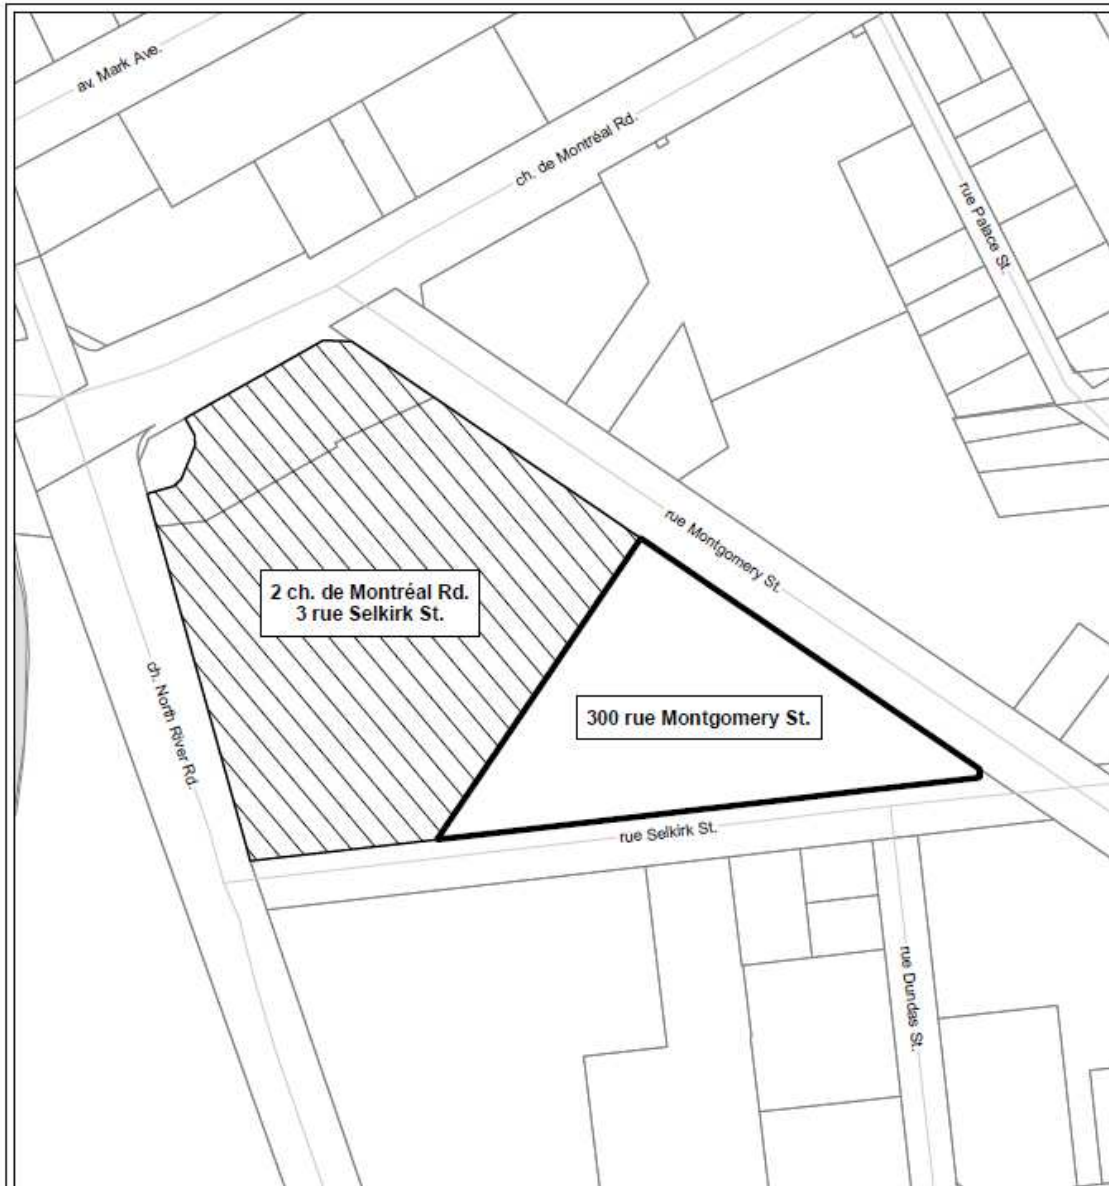 av. Mark Ave.
ch. de Montréal Rd.
rue Palace St.
rue Montgomery St.
2 ch. de Montréal Rd.
3 rue Selkirk St.
ch. North River Rd.
300 rue Montgomery St.
rue Selkirk St.
rue Dundas St.